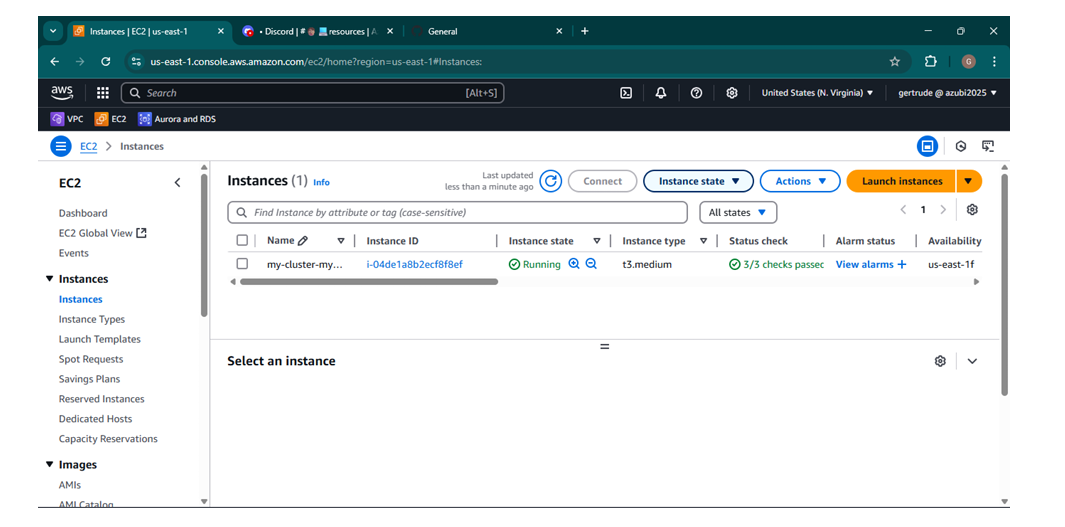 Instances | EC2 | us-east-1
• Discord | # resources | A
General
us-east-1.console.aws.amazon.com/ec2/home?region=us-east-1#Instances:
G
aws
Search
[Alt+S]
United States (N. Virginia)
gertrude @ azubi2025
VPC
EC2
Aurora and RDS
EC2 > Instances
EC2
Dashboard
EC2 Global View
Events
Instances
Instances
Instance Types
Launch Templates
Spot Requests
Savings Plans
Reserved Instances
Dedicated Hosts
Capacity Reservations
Images
AMIs
AMI Catalog
Instances (1) Info
Last updated
less than a minute ago
Connect
Instance state
Actions
Launch instances
Find Instance by attribute or tag (case-sensitive)
All states
1
Name
Instance ID
Instance state
Instance type
Status check
Alarm status
Availability
my-cluster-my...
i-04de1a8b2ecf8f8ef
Running
t3.medium
3/3 checks passec
View alarms +
us-east-1f
Select an instance